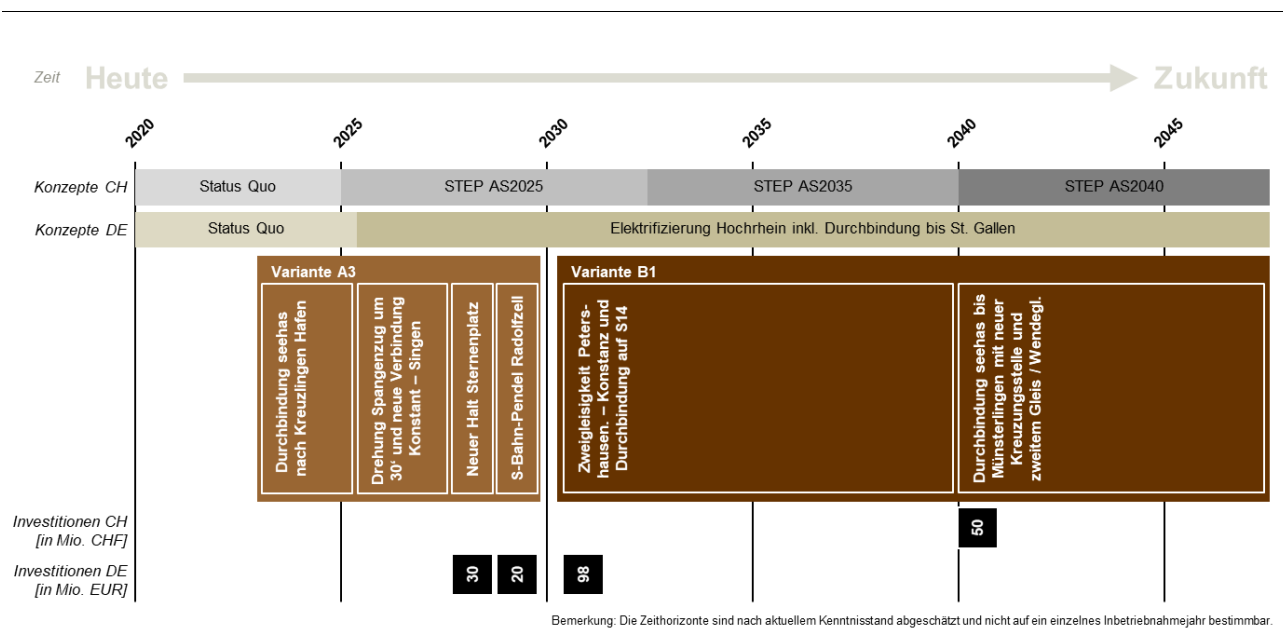 Zeit Heute Zukunft
2020 2025 2030 2035 2040 2045
Konzepte CH Status Quo STEP AS2025 STEP AS2035 STEP AS2040
Konzepte DE Status Quo Elektrifizierung Hochrhein inkl. Durchbindung bis St. Gallen
Variante A3
Durchbindung seehas
nach Kreuzlingen Hafen
Drehung Spangenzug um
30‘ und neue Verbindung
Konstant – Singen
Neuer Halt Sternenplatz
S-Bahn-Pendel Radolfzell
Variante B1
Zweigleisigkeit Peters-
hausen. – Konstanz und
Durchbindung auf S14
Durchbindung seehas bis
Münsterlingen mit neuer
Kreuzungsstelle und
zweitem Gleis / Wendegl.
Investitionen CH
[in Mio. CHF]
50
Investitionen DE
[in Mio. EUR]
30 20 98
Bemerkung: Die Zeithorizonte sind nach aktuellem Kenntnisstand abgeschätzt und nicht auf ein einzelnes Inbetriebnahmejahr bestimmbar.